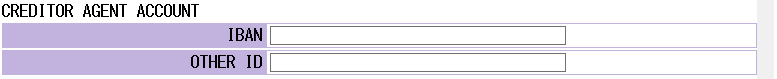 CREDITOR AGENT ACCOUNT
IBAN
OTHER ID